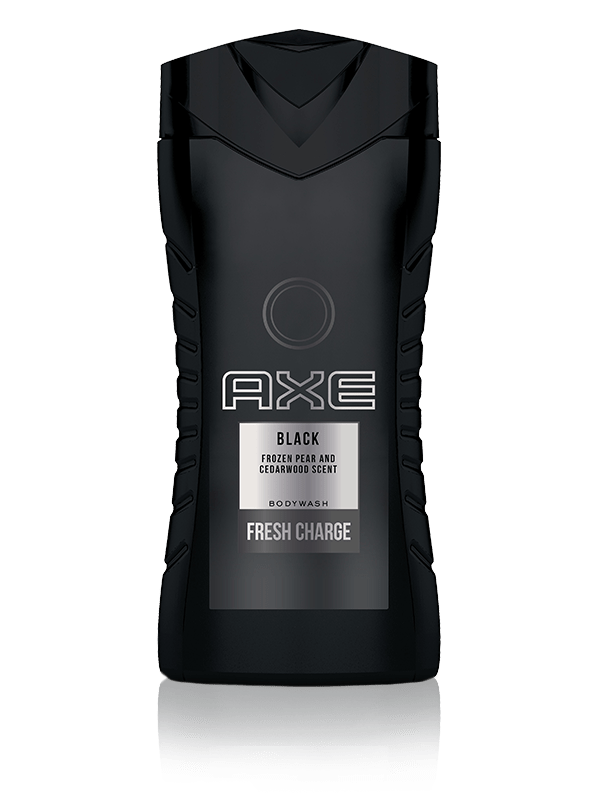 AXE
BLACK
FROZEN PEAR AND
CEDARWOOD SCENT
BODYWASH
FRESH CHARGE